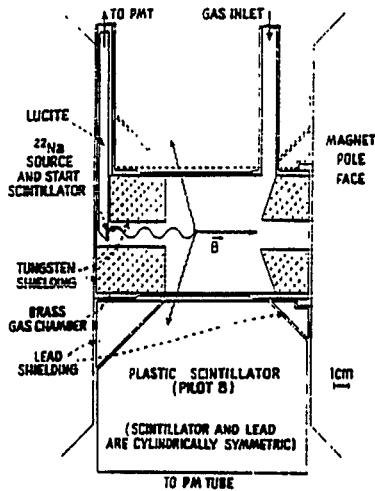 TO PMT
GAS INLET
LUCITE
²²Na
SOURCE
AND START
SCINTILLATOR
MAGNET
POLE
FACE
B
TUNGSTEN
SHIELDING
BRASS
GAS CHAMBER
LEAD
SHIELDING
PLASTIC SCINTILLATOR
(PILOT B)
1cm
(SCINTILLATOR AND LEAD
ARE CYLINDRICALLY SYMMETRIC)
TO PM TUBE